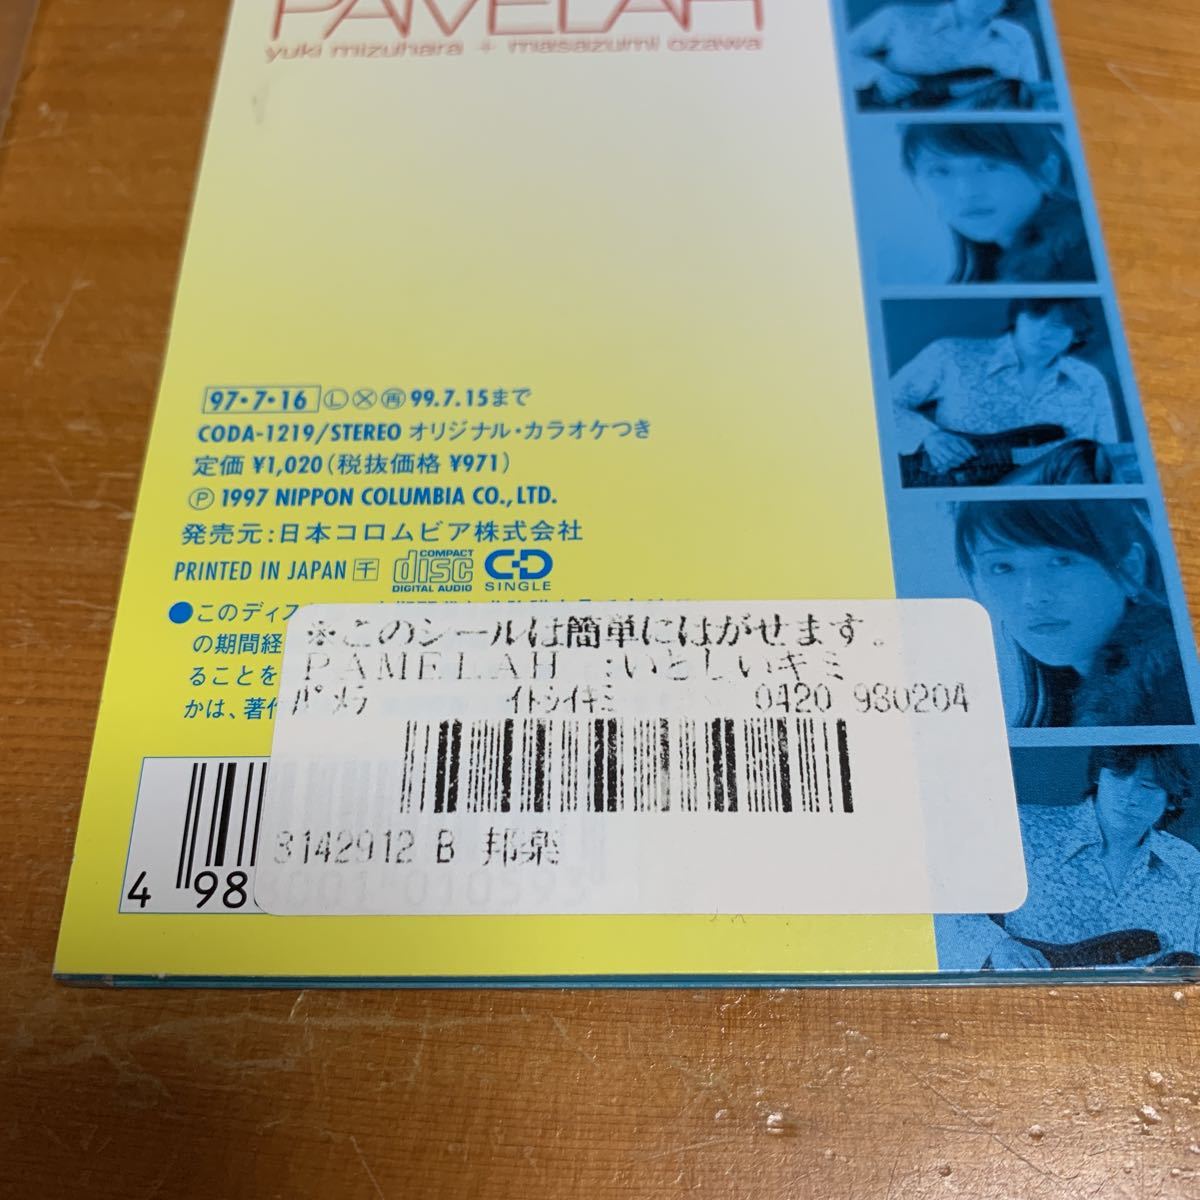 PAMELAH
yuki mizuhara + masazumi ozawa
97・7・16 Ⓛ Ⓧ ㊢ 99.7.15まで
CODA-1219/STEREO オリジナル・カラオケつき
定価 ¥1,020(税抜価格 ¥971)
Ⓟ 1997 NIPPON COLUMBIA CO., LTD.
発売元:日本コロムビア株式会社
PRINTED IN JAPAN 千 COMPACT disc DIGITAL AUDIO CD SINGLE
●このディス
の期間経
ることを
かは、著作
※このシールは簡単にはがせます。
PAMELAH :いとしいキミ
パメラ イトシイキミ 0420 980204
3142912 B 邦楽
4 988001 010593